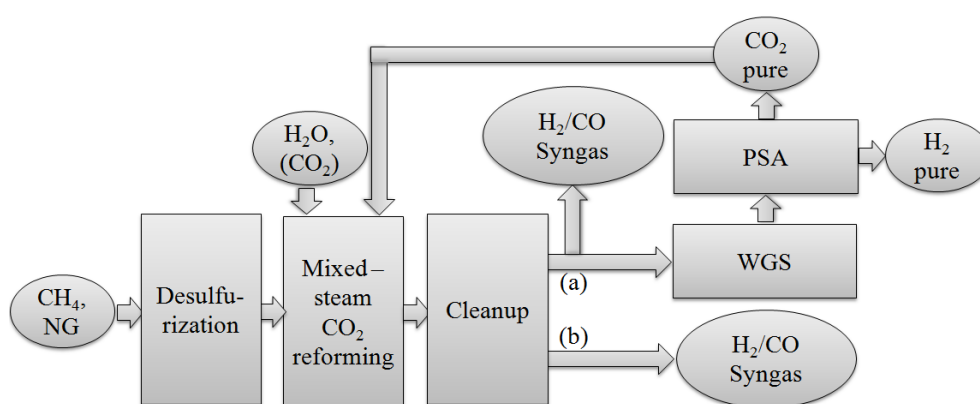 CO₂
pure
H₂/CO
Syngas
H₂O,
(CO₂)
PSA
H₂
pure
Mixed–
steam
CO₂
reforming
WGS
Desulfu-
rization
Cleanup
CH₄,
NG
(a)
(b)
H₂/CO
Syngas